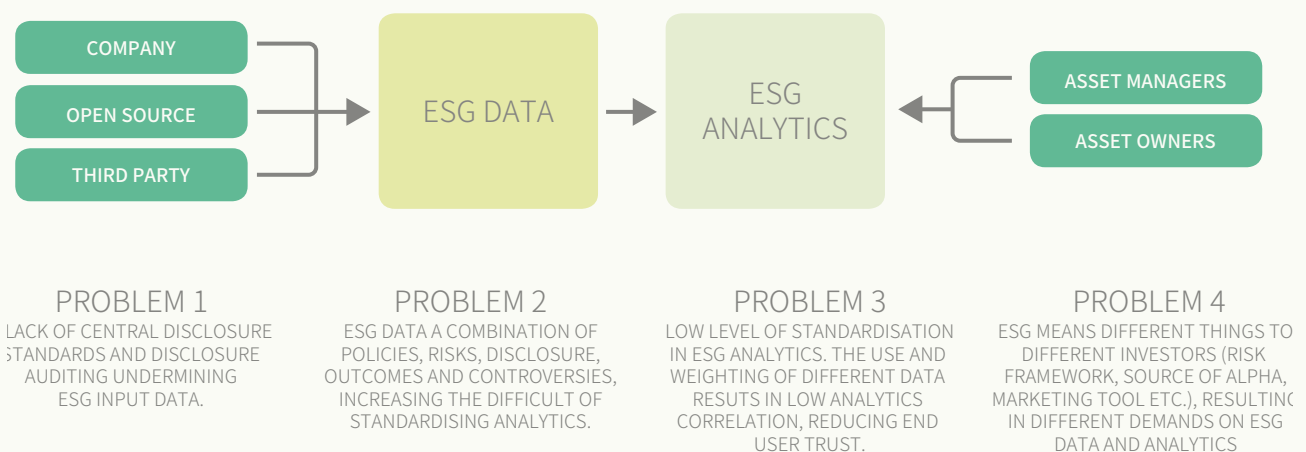 COMPANY
OPEN SOURCE
THIRD PARTY
ESG DATA
ESG
ANALYTICS
ASSET MANAGERS
ASSET OWNERS
PROBLEM 1
LACK OF CENTRAL DISCLOSURE
STANDARDS AND DISCLOSURE
AUDITING UNDERMINING
ESG INPUT DATA.
PROBLEM 2
ESG DATA A COMBINATION OF
POLICIES, RISKS, DISCLOSURE,
OUTCOMES AND CONTROVERSIES,
INCREASING THE DIFFICULT OF
STANDARDISING ANALYTICS.
PROBLEM 3
LOW LEVEL OF STANDARDISATION
IN ESG ANALYTICS. THE USE AND
WEIGHTING OF DIFFERENT DATA
RESUTS IN LOW ANALYTICS
CORRELATION, REDUCING END
USER TRUST.
PROBLEM 4
ESG MEANS DIFFERENT THINGS TO
DIFFERENT INVESTORS (RISK
FRAMEWORK, SOURCE OF ALPHA,
MARKETING TOOL ETC.), RESULTING
IN DIFFERENT DEMANDS ON ESG
DATA AND ANALYTICS